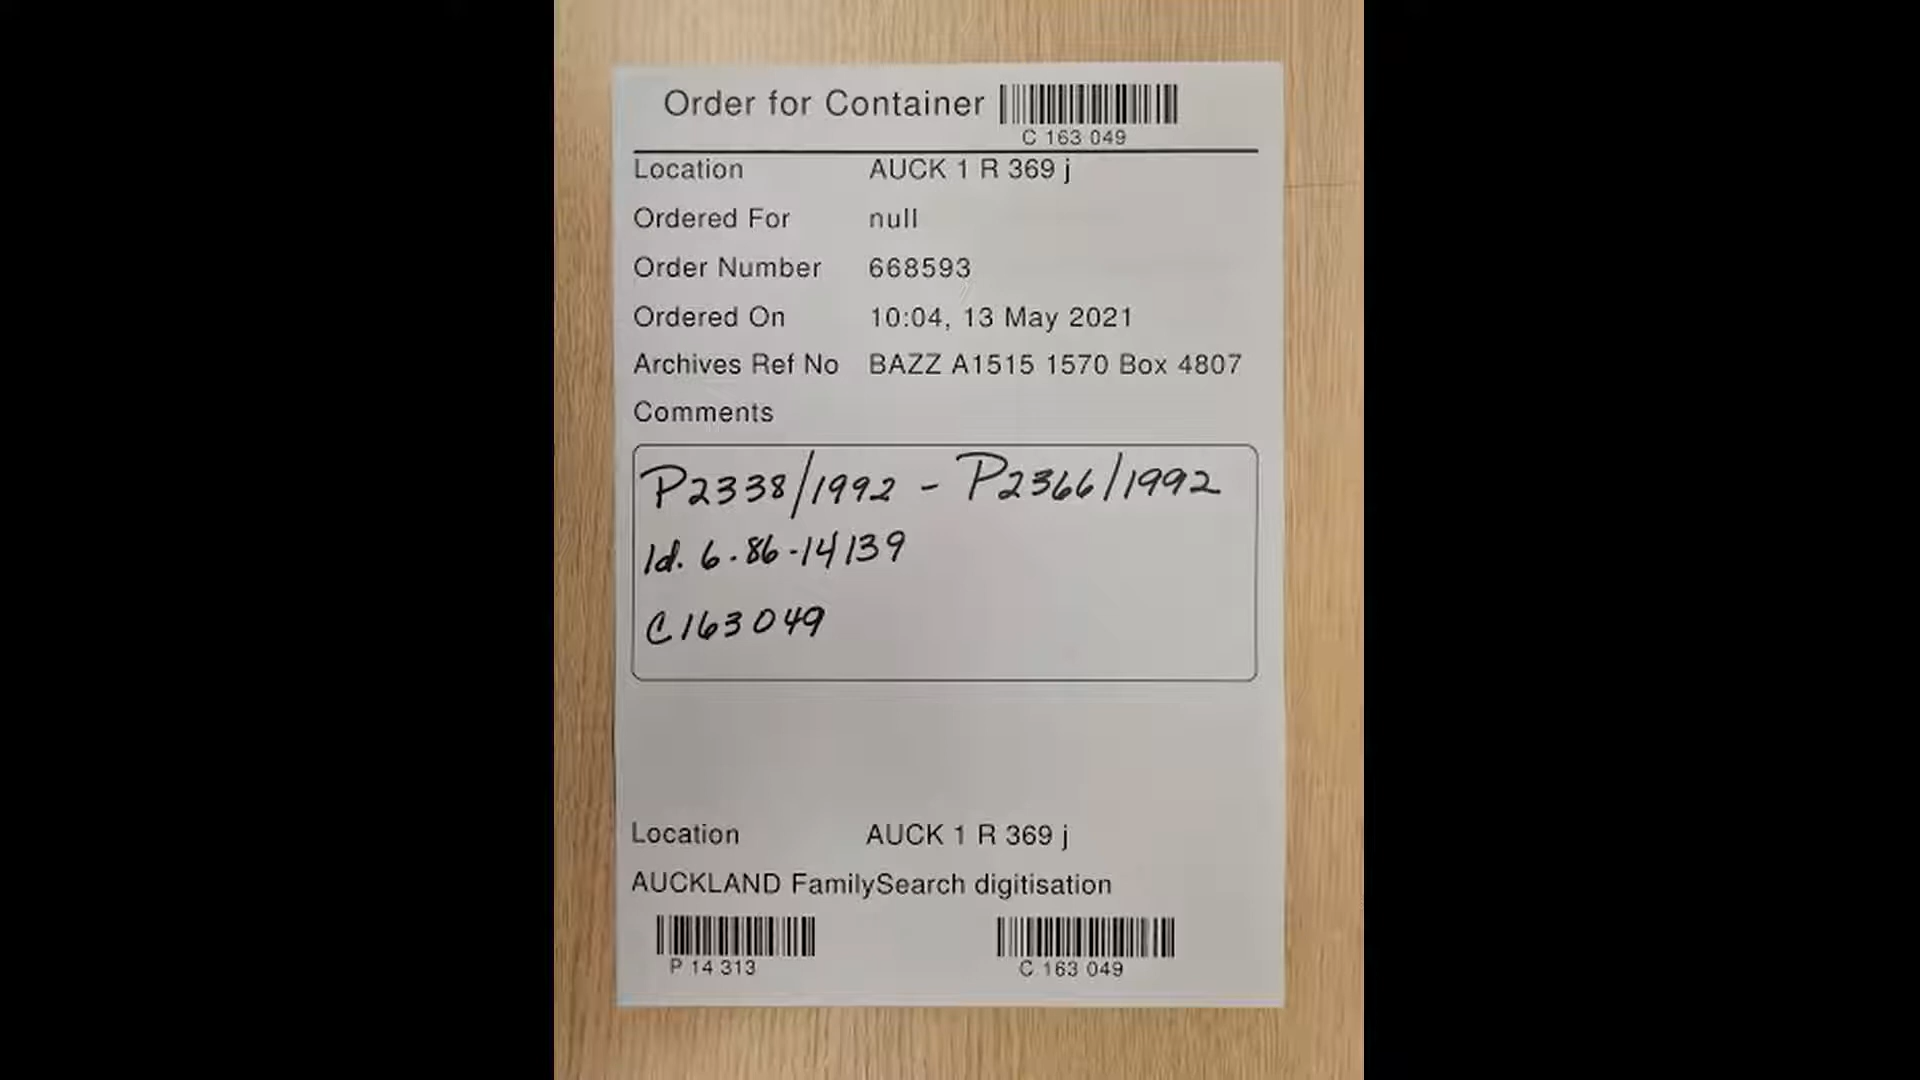 Order for Container
C 163 049
Location AUCK 1 R 369 j
Ordered For null
Order Number 668593
Ordered On 10:04, 13 May 2021
Archives Ref No BAZZ A1515 1570 Box 4807
Comments
P2338/1992 - P2366/1992
Id. 6.86-14139
C163049
Location AUCK 1 R 369 j
AUCKLAND FamilySearch digitisation
P 14 313 C 163 049